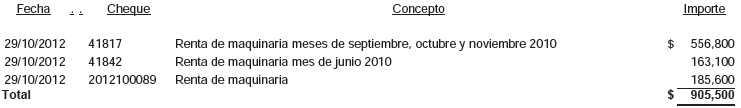 Fecha . . Cheque Concepto Importe
29/10/2012 41817 Renta de maquinaria meses de septiembre, octubre y noviembre 2010 $ 556,800
29/10/2012 41842 Renta de maquinaria mes de junio 2010 163,100
29/10/2012 2012100089 Renta de maquinaria 185,600
Total $ 905,500